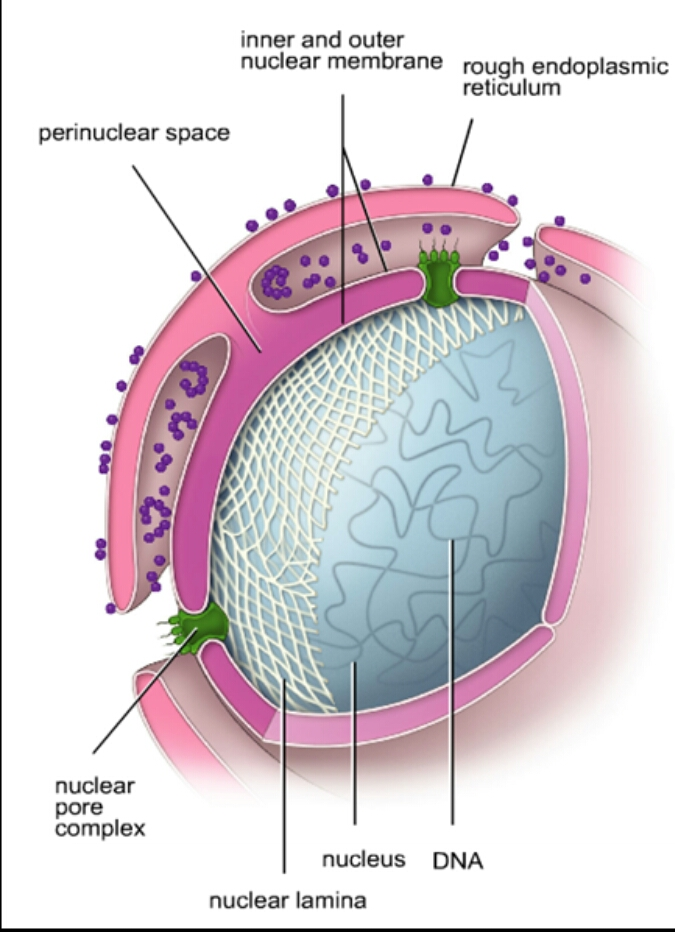 inner and outer
nuclear membrane
rough endoplasmic
reticulum
perinuclear space
nuclear
pore
complex
nucleus
DNA
nuclear lamina